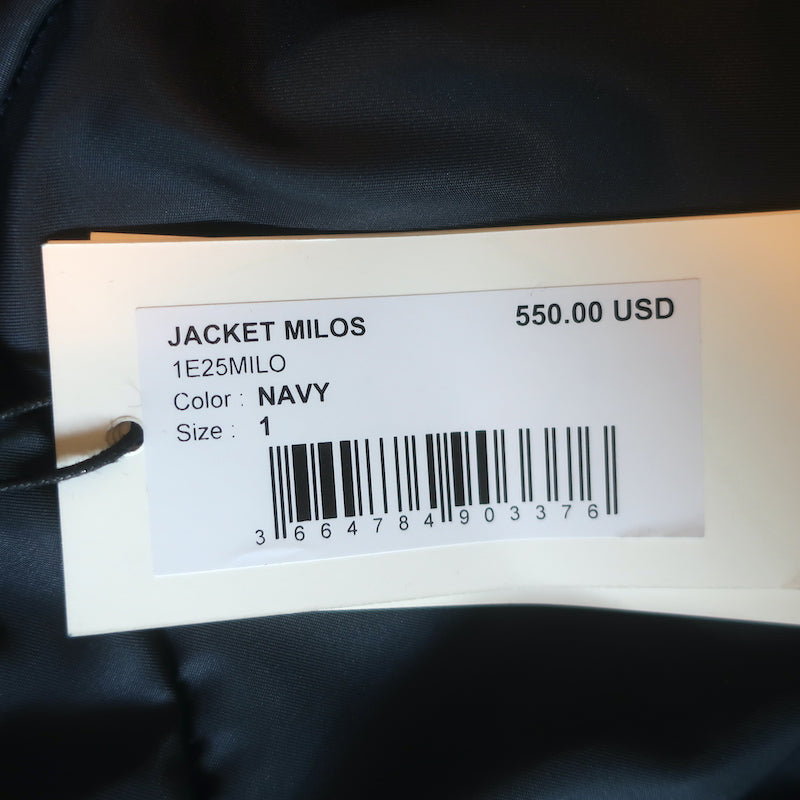 JACKET MILOS 550.00 USD
1E25MILO
Color : NAVY
Size : 1
3 664784 903376